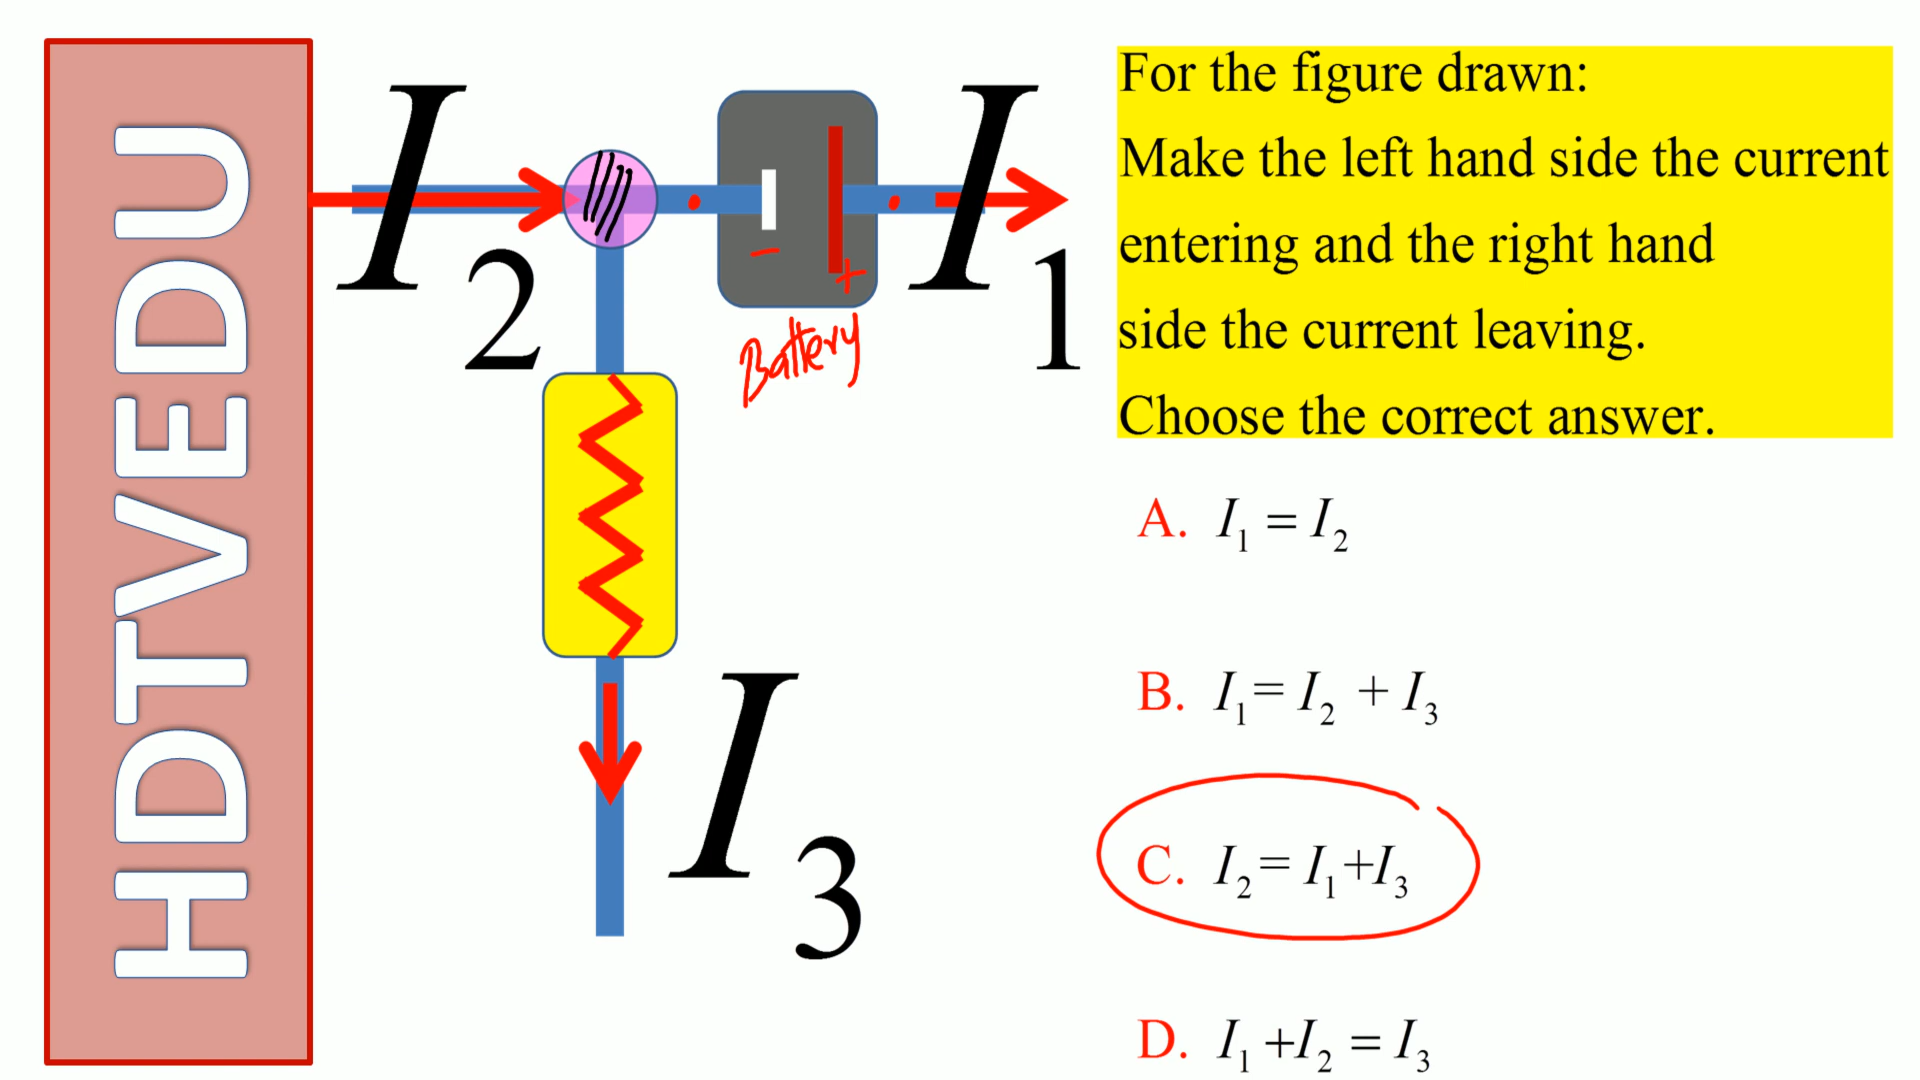 HDTVEDU
I2
I1
-
+
Battery
I3
For the figure drawn:
Make the left hand side the current
entering and the right hand
side the current leaving.
Choose the correct answer.
A. I1 = I2
B. I1= I2 + I3
C. I2= I1+I3
D. I1 +I2 = I3